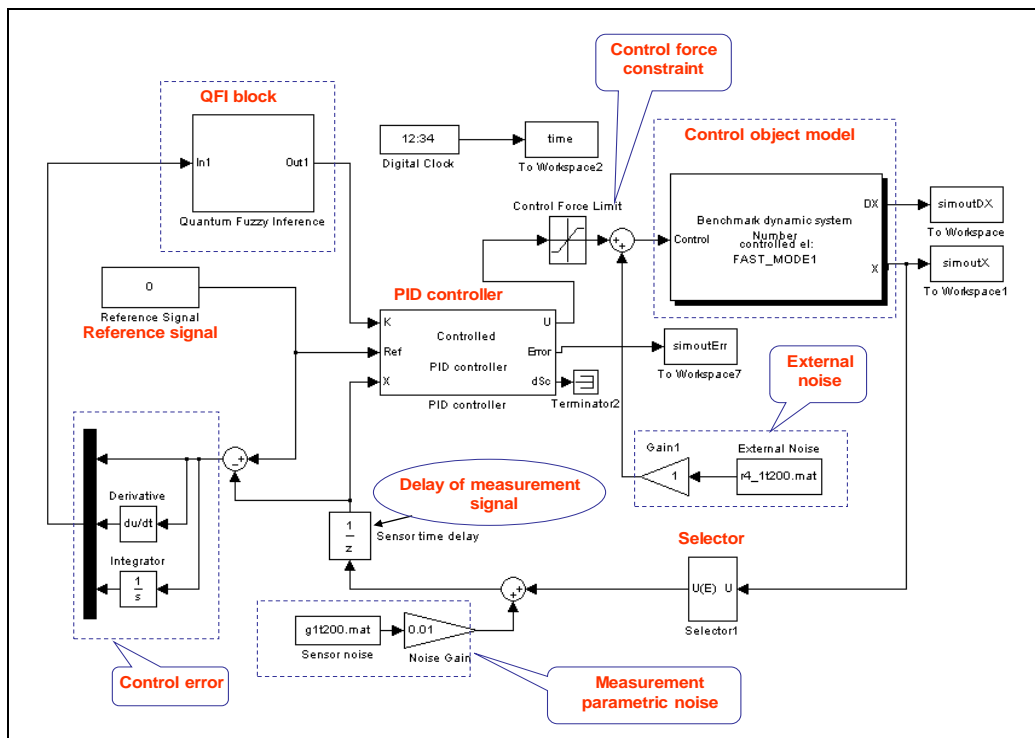 Control force
constraint
QFI block
In1
Out1
Quantum Fuzzy Inference
12:34
Digital Clock
time
To Workspace2
Control object model
Control Force Limit
+
+
Control
Benchmark dynamic system
Number
controlled el:
FAST_MODE1
DX
X
simoutDX
To Workspace
simoutX
To Workspace1
0
Reference Signal
Reference signal
PID controller
K
Ref
X
Controlled
PID controller
U
Error
dSc
PID controller
Terminator2
simoutErr
To Workspace7
External
noise
Gain1
1
External Noise
r4_1t200.mat
Derivative
du/dt
Integrator
1
s
Delay of measurement
signal
1
z
Sensor time delay
Selector
U(E) U
Selector1
+
+
g1t200.mat
Sensor noise
0.01
Noise Gain
Control error
Measurement
parametric noise